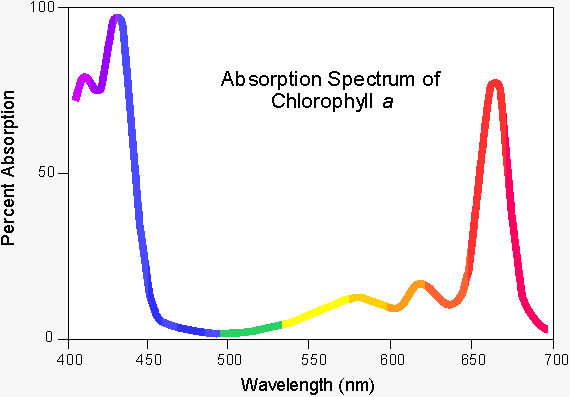 100
Absorption Spectrum of
Chlorophyll a
Percent Absorption
50
0
400 450 500 550 600 650 700
Wavelength (nm)